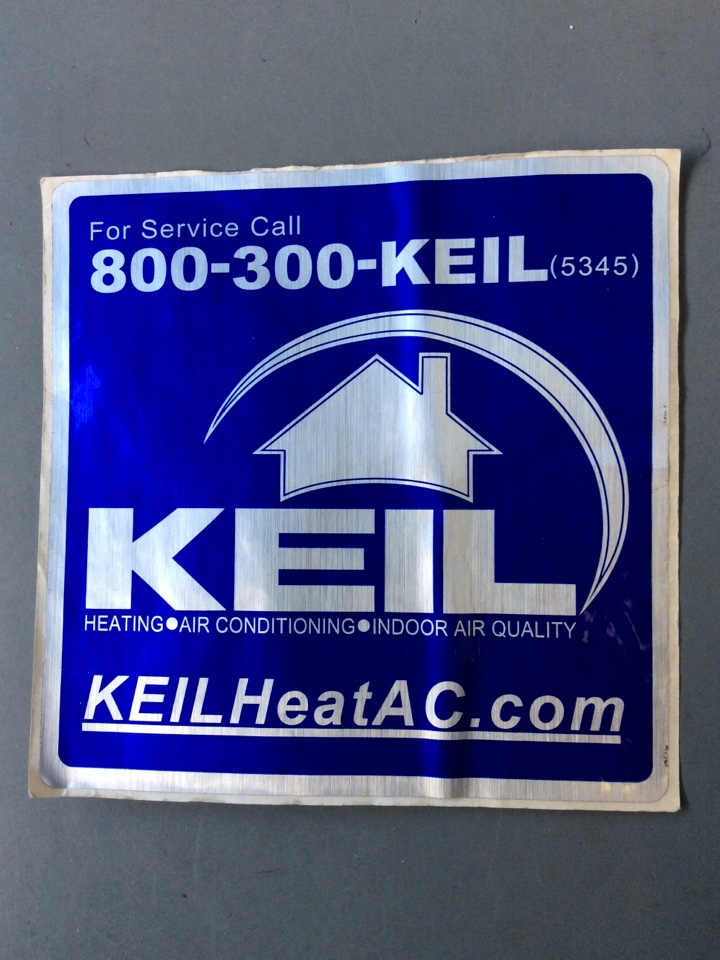 For Service Call
800-300-KEIL (5345)
KEIL
HEATING●AIR CONDITIONING●INDOOR AIR QUALITY
KEILHeatAC.com